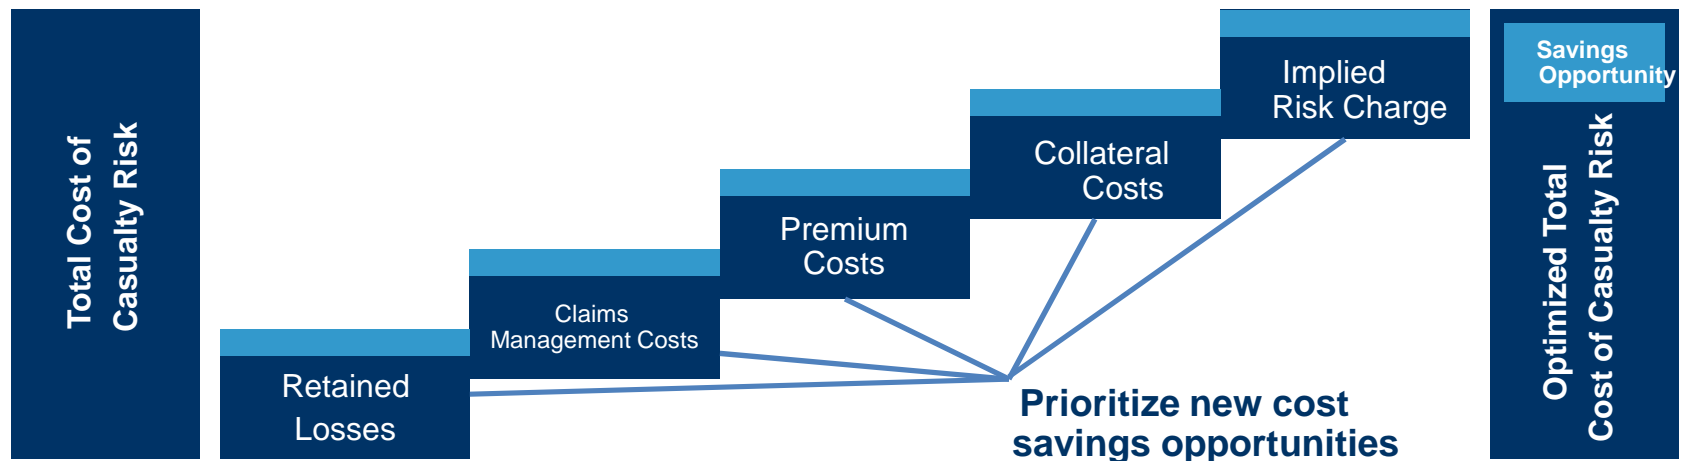 Total Cost of
Casualty Risk
Retained
Losses
Claims
Management Costs
Premium
Costs
Collateral
Costs
Implied
Risk Charge
Prioritize new cost
savings opportunities
Savings
Opportunity
Optimized Total
Cost of Casualty Risk